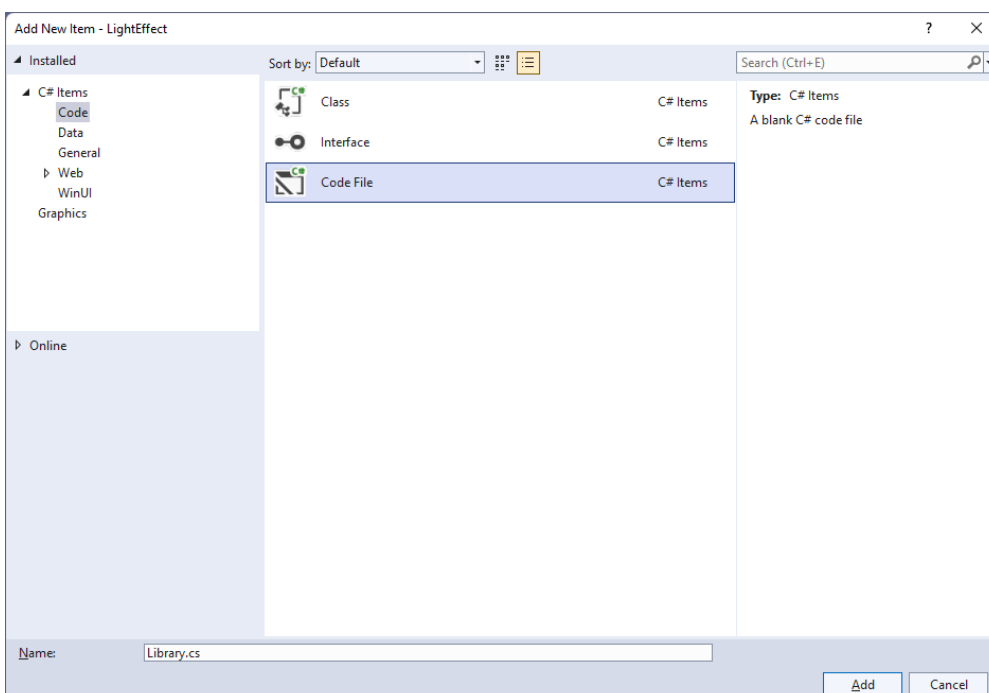 Add New Item - LightEffect ?
Installed
Sort by: Default
Search (Ctrl+E)
C# Items
Code
Data
General
Web
WinUI
Graphics
Online
Class C# Items
Interface C# Items
Code File C# Items
Type: C# Items
A blank C# code file
Name: Library.cs
Add Cancel